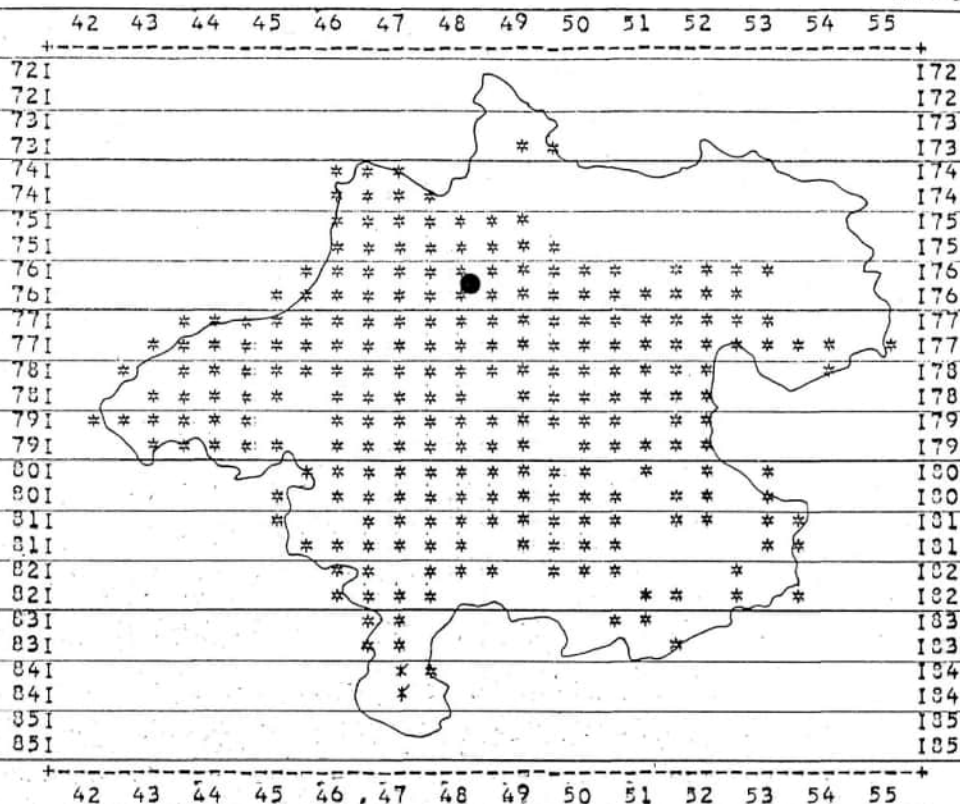 42 43 44 45 46 47 48 49 50 51 52 53 54 55
72I I72
72I I72
73I I73
73I I73
74I I74
74I I74
75I I75
75I I75
76I I76
76I I76
77I I77
77I I77
78I I78
78I I78
79I I79
79I I79
80I I80
80I I80
81I I81
81I I81
82I I82
82I I82
83I I83
83I I83
84I I84
84I I84
85I I85
85I I85
42 43 44 45 46 47 48 49 50 51 52 53 54 55